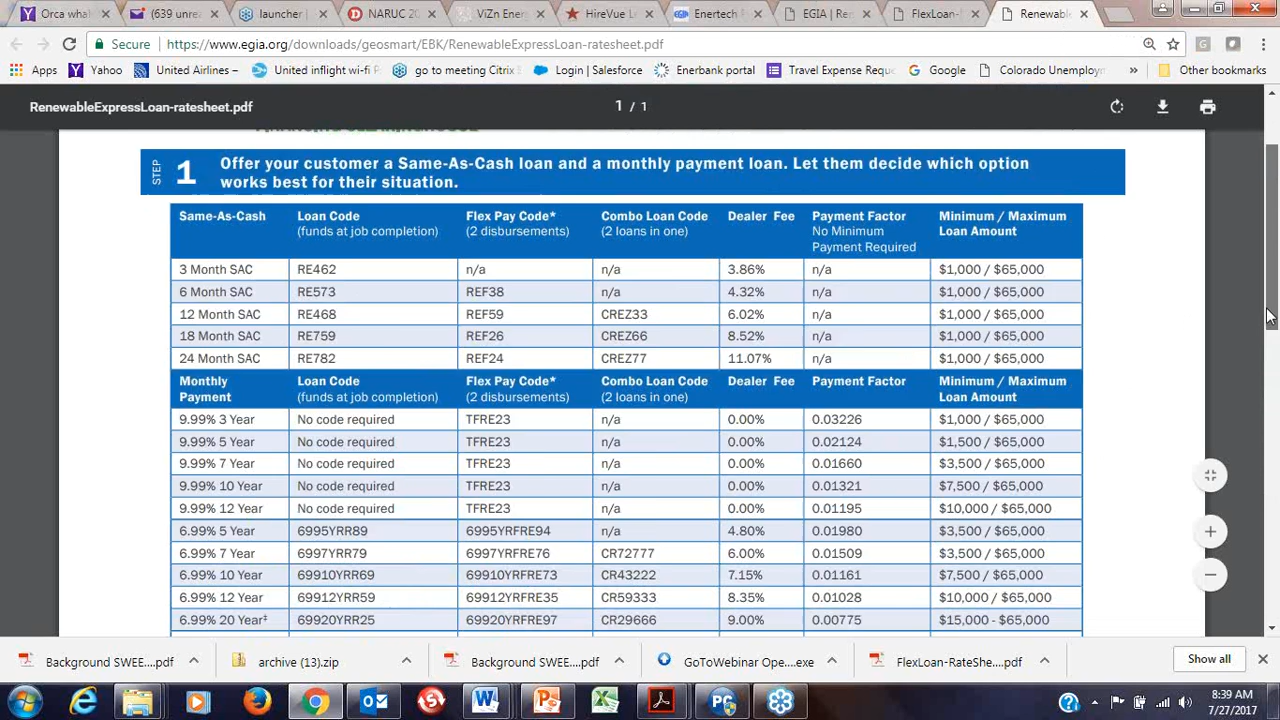 Orca wha
(639 unrea
launcher
NARUC 20
ViZn Ener
HireVue L
Enertech
EGIA | Re
FlexLoan-
Renewable
Secure
https://www.egia.org/downloads/geosmart/EBK/RenewableExpressLoan-ratesheet.pdf
Apps
Yahoo
United Airlines –
United inflight wi-fi P
go to meeting Citrix
Login | Salesforce
Enerbank portal
Travel Expense Requ
Google
Colorado Unemploy
Other bookmarks
RenewableExpressLoan-ratesheet.pdf
1 / 1
STEP 1
Offer your customer a Same-As-Cash loan and a monthly payment loan. Let them decide which option
works best for their situation.
Same-As-Cash Loan Code Flex Pay Code* Combo Loan Code Dealer Fee Payment Factor Minimum / Maximum
(funds at job completion) (2 disbursements) (2 loans in one) No Minimum Loan Amount
Payment Required
3 Month SAC RE462 n/a n/a 3.86% n/a $1,000 / $65,000
6 Month SAC RE573 REF38 n/a 4.32% n/a $1,000 / $65,000
12 Month SAC RE468 REF59 CREZ33 6.02% n/a $1,000 / $65,000
18 Month SAC RE759 REF26 CREZ66 8.52% n/a $1,000 / $65,000
24 Month SAC RE782 REF24 CREZ77 11.07% n/a $1,000 / $65,000
Monthly Loan Code Flex Pay Code* Combo Loan Code Dealer Fee Payment Factor Minimum / Maximum
Payment (funds at job completion) (2 disbursements) (2 loans in one) Loan Amount
9.99% 3 Year No code required TFRE23 n/a 0.00% 0.03226 $1,000 / $65,000
9.99% 5 Year No code required TFRE23 n/a 0.00% 0.02124 $1,500 / $65,000
9.99% 7 Year No code required TFRE23 n/a 0.00% 0.01660 $3,500 / $65,000
9.99% 10 Year No code required TFRE23 n/a 0.00% 0.01321 $7,500 / $65,000
9.99% 12 Year No code required TFRE23 n/a 0.00% 0.01195 $10,000 / $65,000
6.99% 5 Year 6995YRR89 6995YRFRE94 n/a 4.80% 0.01980 $3,500 / $65,000
6.99% 7 Year 6997YRR79 6997YRFRE76 CR72777 6.00% 0.01509 $3,500 / $65,000
6.99% 10 Year 69910YRR69 69910YRFRE73 CR43222 7.15% 0.01161 $7,500 / $65,000
6.99% 12 Year 69912YRR59 69912YRFRE35 CR59333 8.35% 0.01028 $10,000 / $65,000
6.99% 20 Year‡ 69920YRR25 69920YRFRE97 CR29666 9.00% 0.00775 $15,000 - $65,000
Background SWEE....pdf
archive (13).zip
Background SWEE....pdf
GoToWebinar Ope....exe
FlexLoan-RateShe....pdf
Show all
8:39 AM
7/27/2017